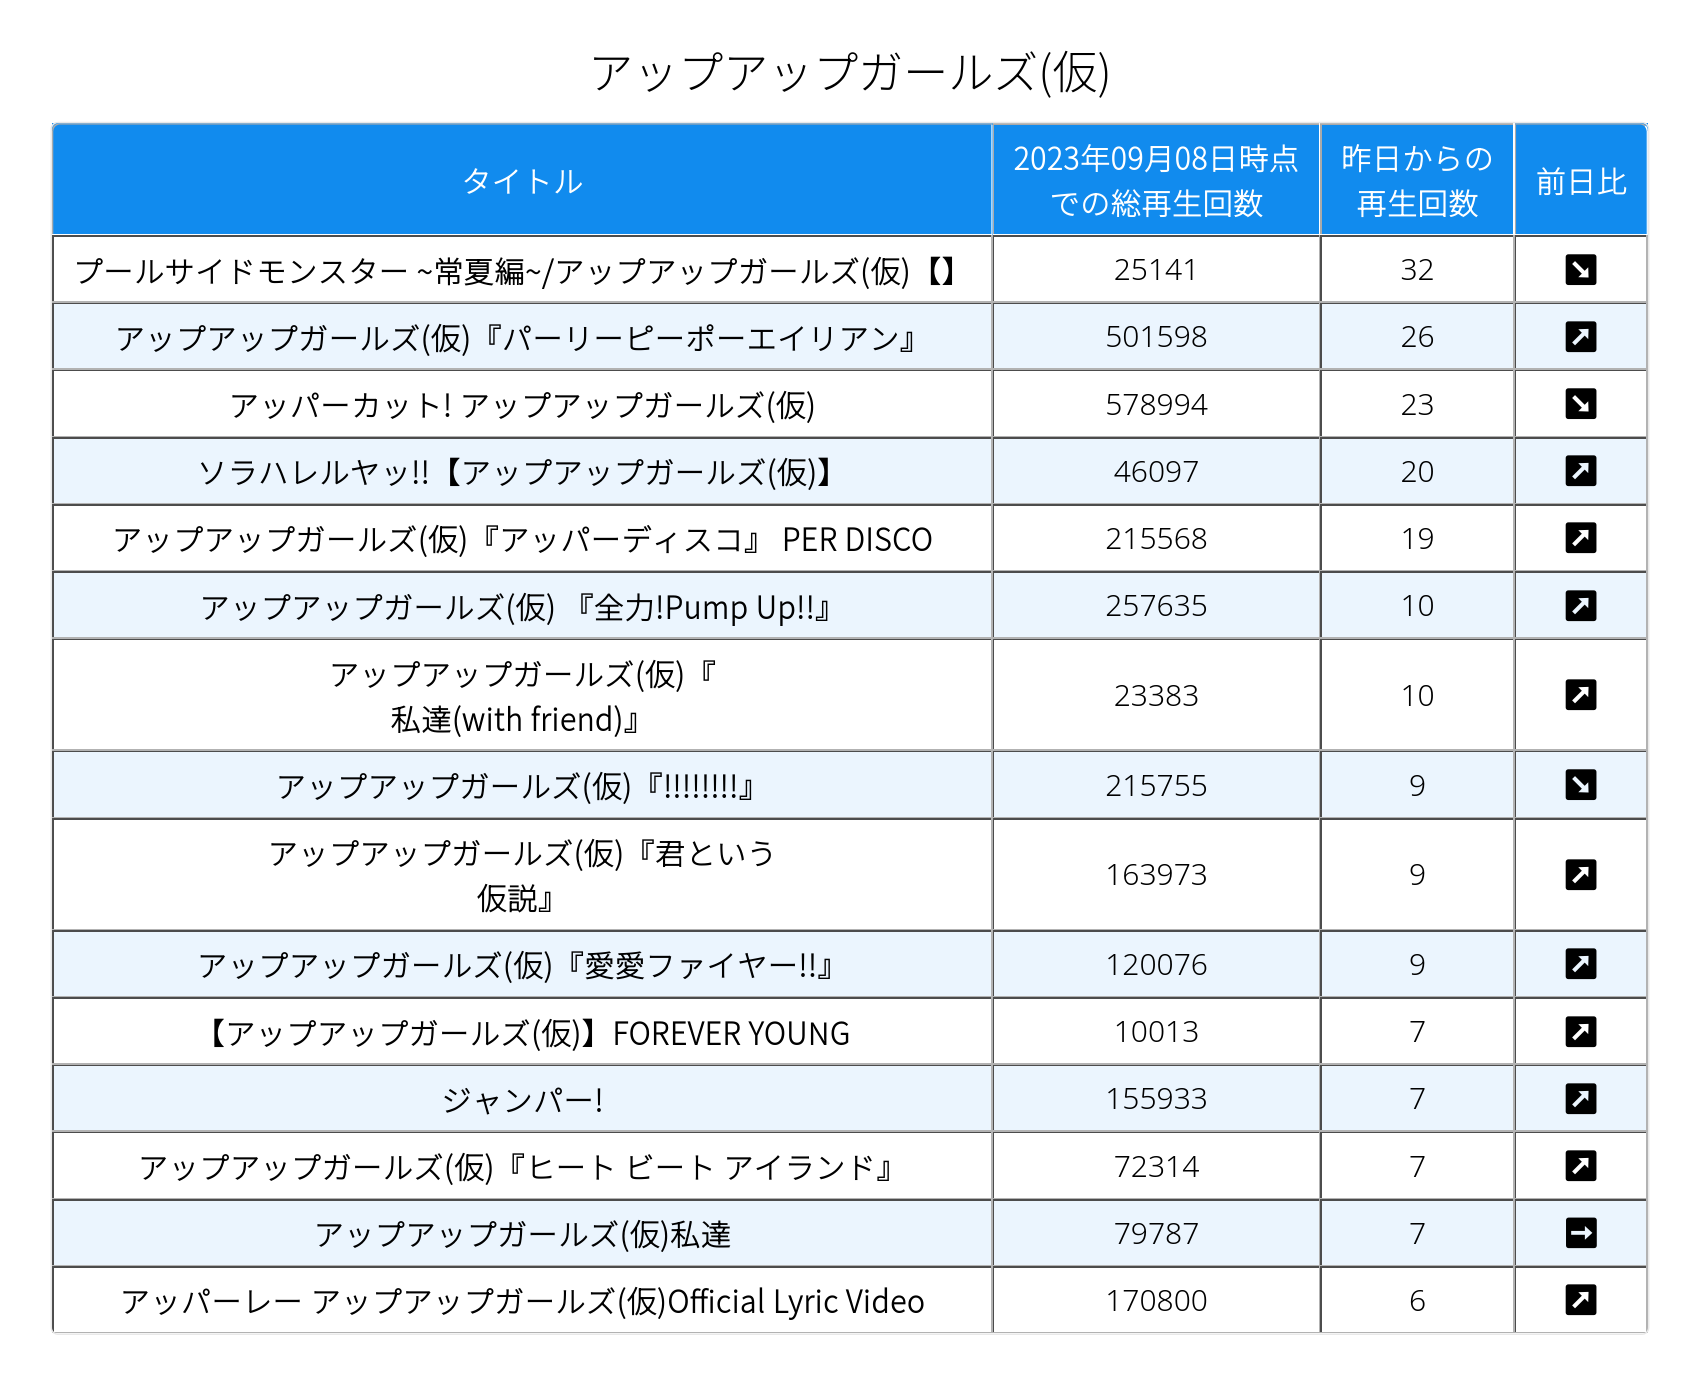 アップアップガールズ(仮)
タイトル
2023年09月08日時点
での総再生回数
昨日からの
再生回数
前日比
プールサイドモンスター ~常夏編~/アップアップガールズ(仮)【】 25141 32
アップアップガールズ(仮)『パーリーピーポーエイリアン』 501598 26
アッパーカット! アップアップガールズ(仮) 578994 23
ソラハレルヤッ!!【アップアップガールズ(仮)】 46097 20
アップアップガールズ(仮)『アッパーディスコ』 PER DISCO 215568 19
アップアップガールズ(仮) 『全力!Pump Up!!』 257635 10
アップアップガールズ(仮)『
私達(with friend)』 23383 10
アップアップガールズ(仮)『!!!!!!!!』 215755 9
アップアップガールズ(仮)『君という
仮説』 163973 9
アップアップガールズ(仮)『愛愛ファイヤー!!』 120076 9
【アップアップガールズ(仮)】FOREVER YOUNG 10013 7
ジャンパー! 155933 7
アップアップガールズ(仮)『ヒート ビート アイランド』 72314 7
アップアップガールズ(仮)私達 79787 7
アッパーレー アップアップガールズ(仮)Official Lyric Video 170800 6